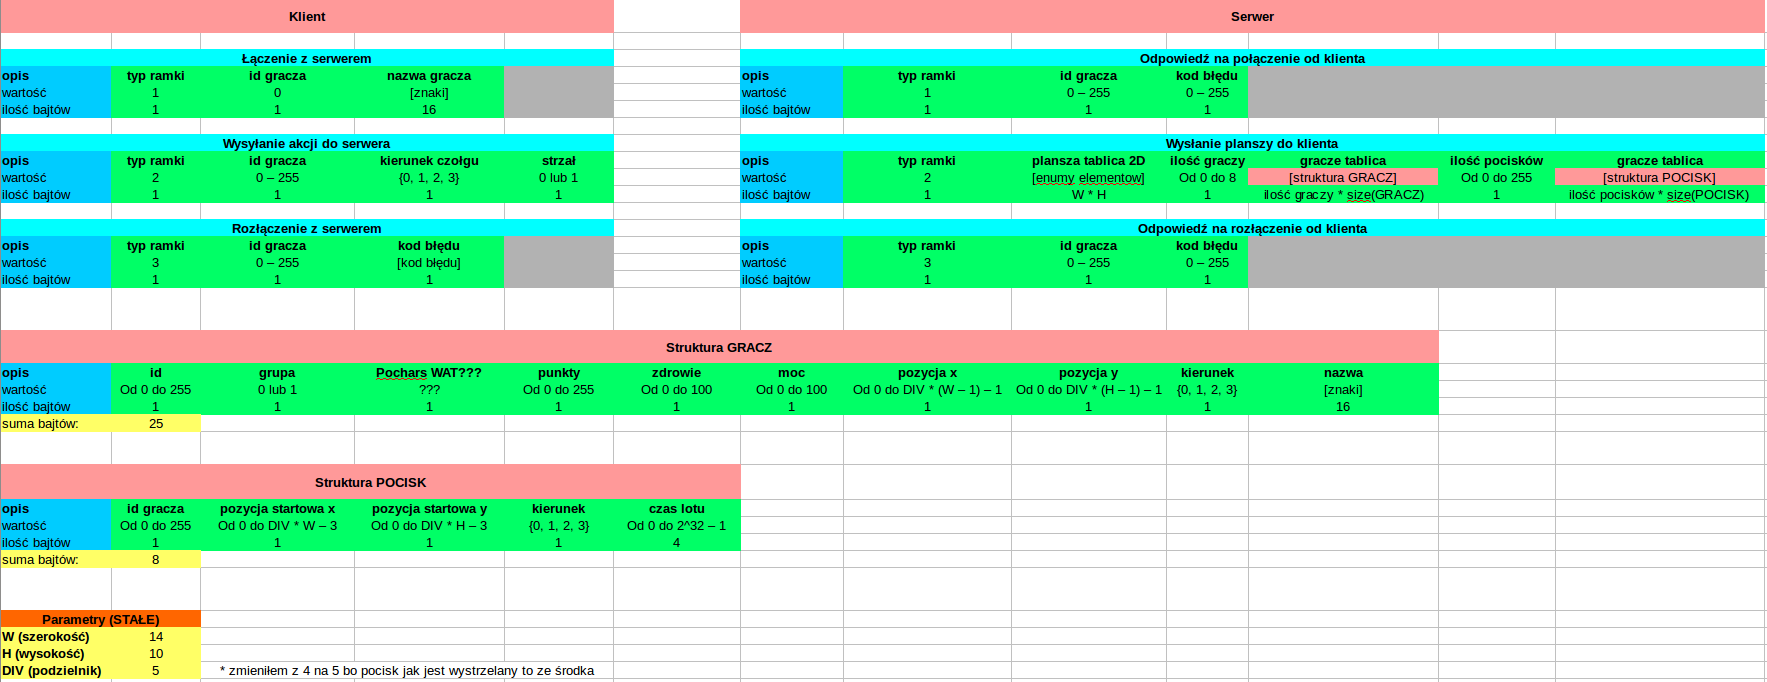 Klient
Łączenie z serwerem
opis typ ramki id gracza nazwa gracza
wartość 1 0 [znaki]
ilość bajtów 1 1 16
Wysyłanie akcji do serwera
opis typ ramki id gracza kierunek czołgu strzał
wartość 2 0 – 255 {0, 1, 2, 3} 0 lub 1
ilość bajtów 1 1 1 1
Rozłączenie z serwerem
opis typ ramki id gracza kod błędu
wartość 3 0 – 255 [kod błędu]
ilość bajtów 1 1 1
Serwer
Odpowiedź na połączenie od klienta
opis typ ramki id gracza kod błędu
wartość 1 0 – 255 0 – 255
ilość bajtów 1 1 1
Wysłanie planszy do klienta
opis typ ramki plansza tablica 2D ilość graczy gracze tablica ilość pocisków gracze tablica
wartość 2 [enumy elementow] Od 0 do 8 [struktura GRACZ] Od 0 do 255 [struktura POCISK]
ilość bajtów 1 W * H 1 ilość graczy * size(GRACZ) 1 ilość pocisków * size(POCISK)
Odpowiedź na rozłączenie od klienta
opis typ ramki id gracza kod błędu
wartość 3 0 – 255 0 – 255
ilość bajtów 1 1 1
Struktura GRACZ
opis id grupa Pochars WAT??? punkty zdrowie moc pozycja x pozycja y kierunek nazwa
wartość Od 0 do 255 0 lub 1 ??? Od 0 do 255 Od 0 do 100 Od 0 do 100 Od 0 do DIV * (W – 1) – 1 Od 0 do DIV * (H – 1) – 1 {0, 1, 2, 3} [znaki]
ilość bajtów 1 1 1 1 1 1 1 1 1 16
suma bajtów: 25
Struktura POCISK
opis id gracza pozycja startowa x pozycja startowa y kierunek czas lotu
wartość Od 0 do 255 Od 0 do DIV * W – 3 Od 0 do DIV * H – 3 {0, 1, 2, 3} Od 0 do 2^32 – 1
ilość bajtów 1 1 1 1 4
suma bajtów: 8
Parametry (STAŁE)
W (szerokość) 14
H (wysokość) 10
DIV (podzielnik) 5 * zmieniłem z 4 na 5 bo pocisk jak jest wystrzelany to ze środka